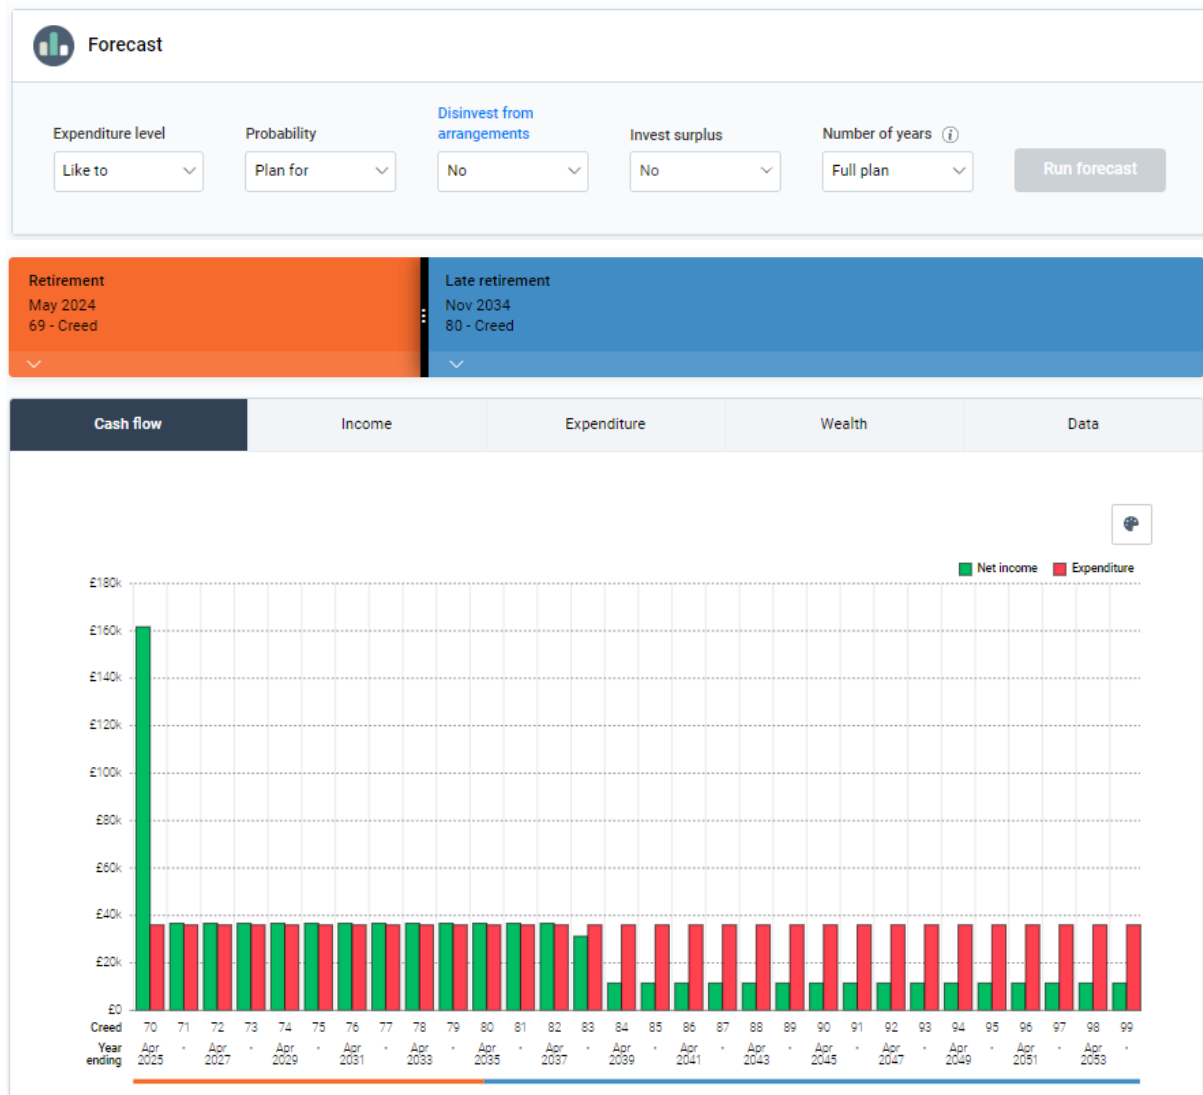 Forecast
Expenditure level
Like to
Probability
Plan for
Disinvest from
arrangements
No
Invest surplus
No
Number of years i
Full plan
Run forecast
Retirement
May 2024
69 - Creed
Late retirement
Nov 2034
80 - Creed
Cash flow Income Expenditure Wealth Data
Net income Expenditure
£180k
£160k
£140k
£120k
£100k
£80k
£60k
£40k
£20k
£0
Creed 70 71 72 73 74 75 76 77 78 79 80 81 82 83 84 85 86 87 88 89 90 91 92 93 94 95 96 97 98 99
Year Apr - Apr - Apr - Apr - Apr - Apr - Apr - Apr - Apr - Apr - Apr - Apr - Apr - Apr - Apr -
ending 2025 2027 2029 2031 2033 2035 2037 2039 2041 2043 2045 2047 2049 2051 2053